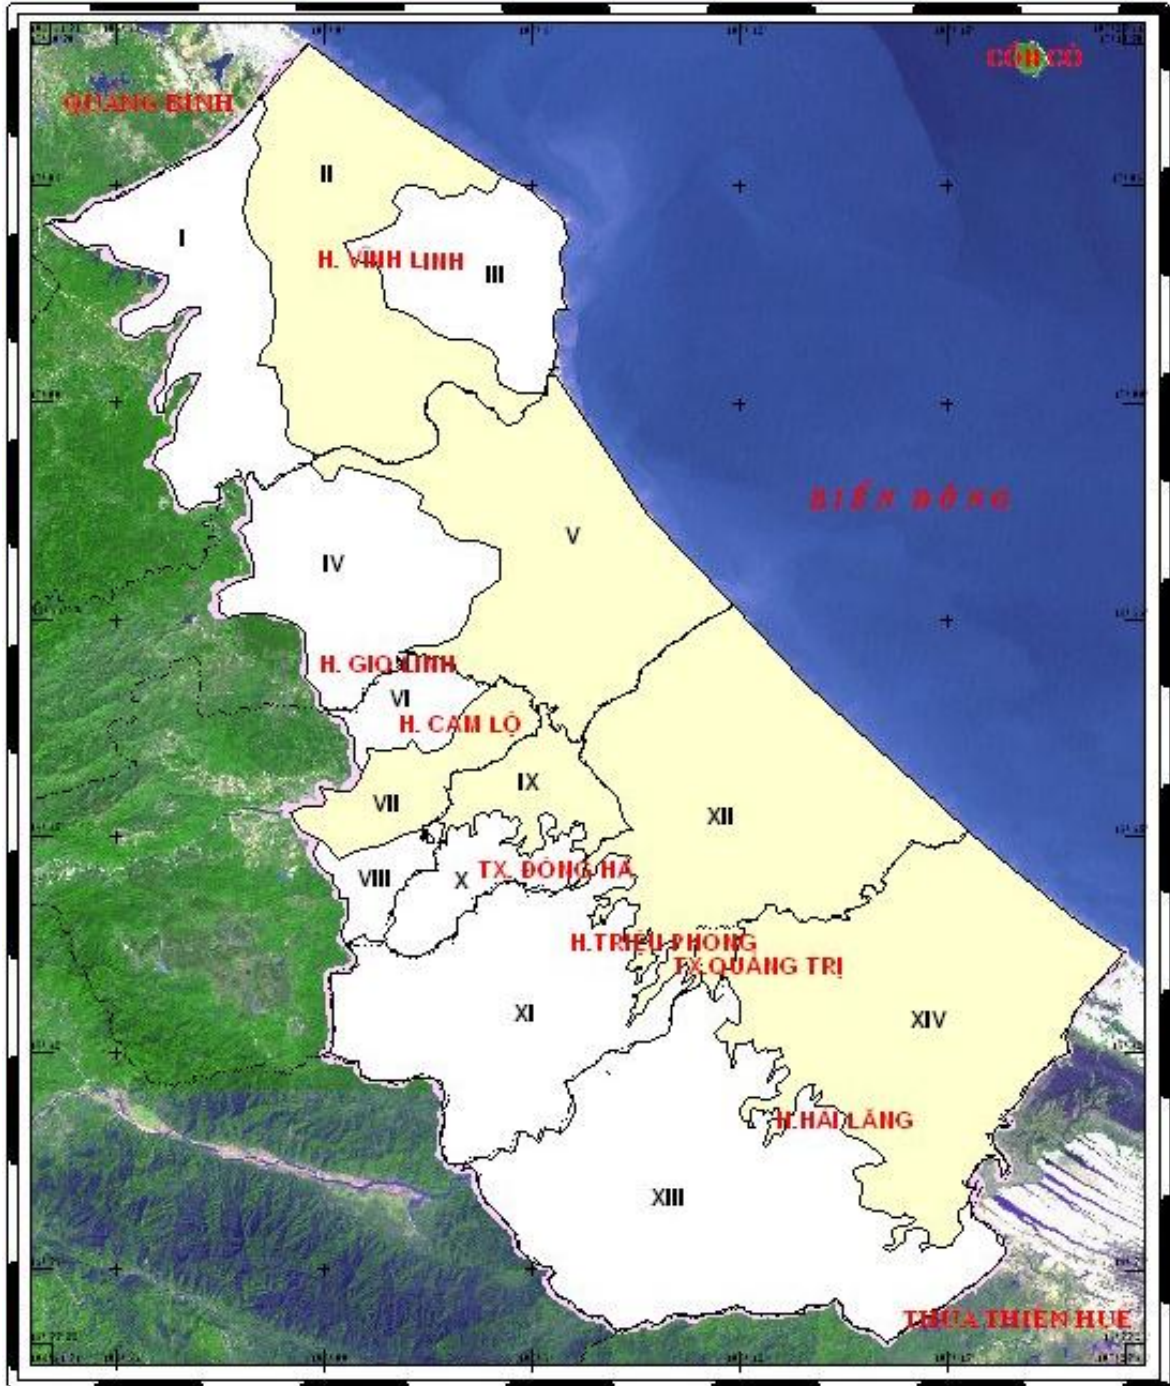 CỒN CỎ
QUẢNG BÌNH
II
I
H. VĨNH LINH
III
BIỂN ĐÔNG
V
IV
H. GIO LINH
VI
H. CAM LỘ
IX
VII
XII
TX. ĐÔNG HÀ
VIII
X
H.TRIỆU PHONG
TX.QUẢNG TRỊ
XI
XIV
H.HẢI LĂNG
XIII
THỪA THIÊN HUẾ